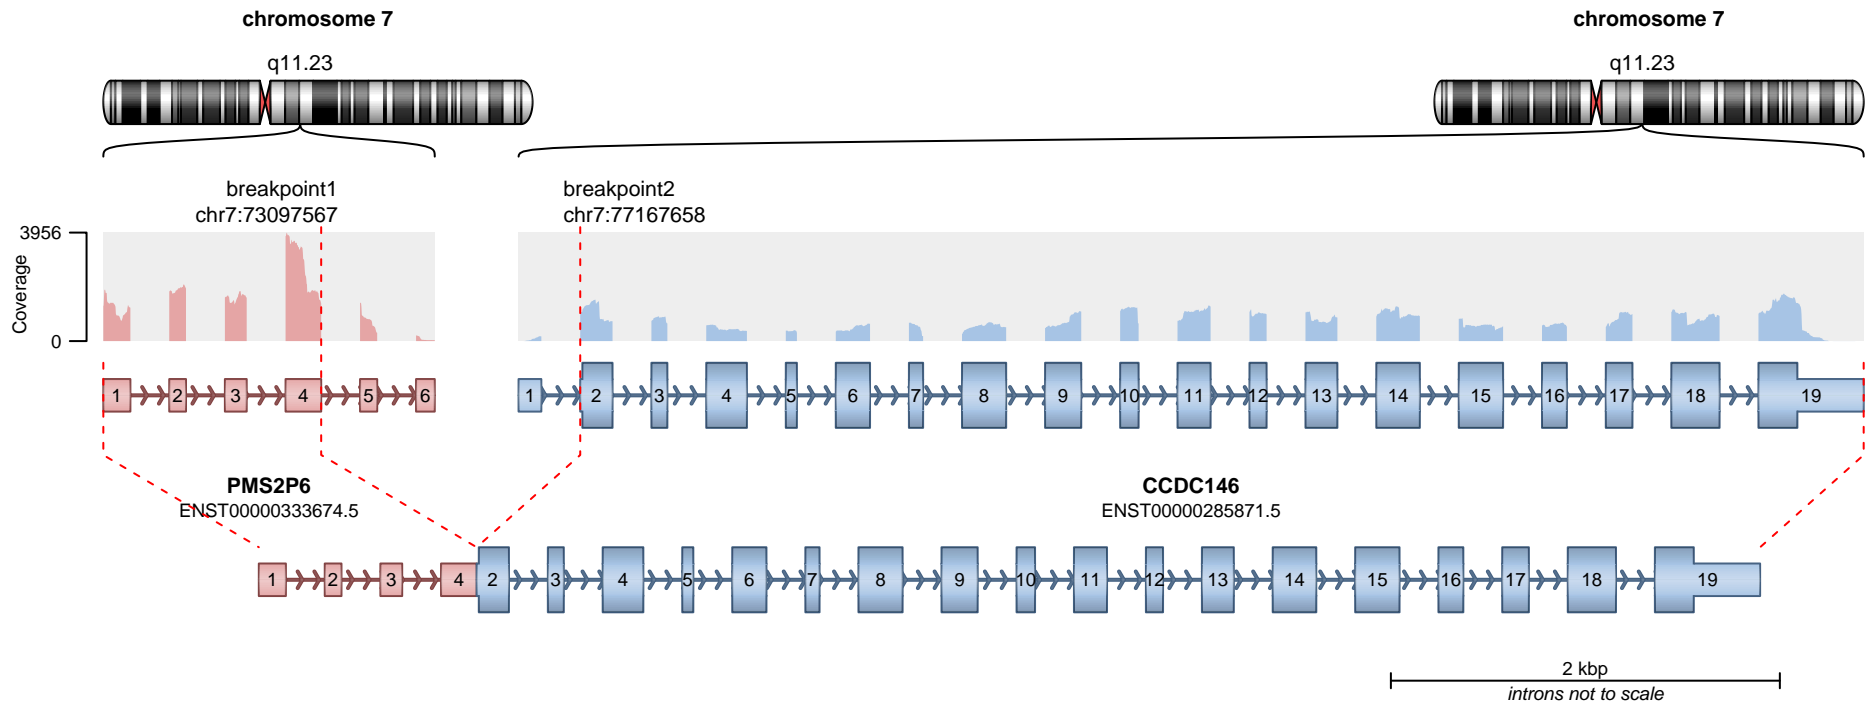 chromosome 7
chromosome 7
q11.23
q11.23
breakpoint1
chr7:73097567
breakpoint2
chr7:77167658
3956
Coverage
0
1 2 3 4 5 6
1 2 3 4 5 6 7 8 9 10 11 12 13 14 15 16 17 18 19
PMS2P6
ENST00000333674.5
CCDC146
ENST00000285871.5
1 2 3 4 2 3 4 5 6 7 8 9 10 11 12 13 14 15 16 17 18 19
2 kbp
introns not to scale